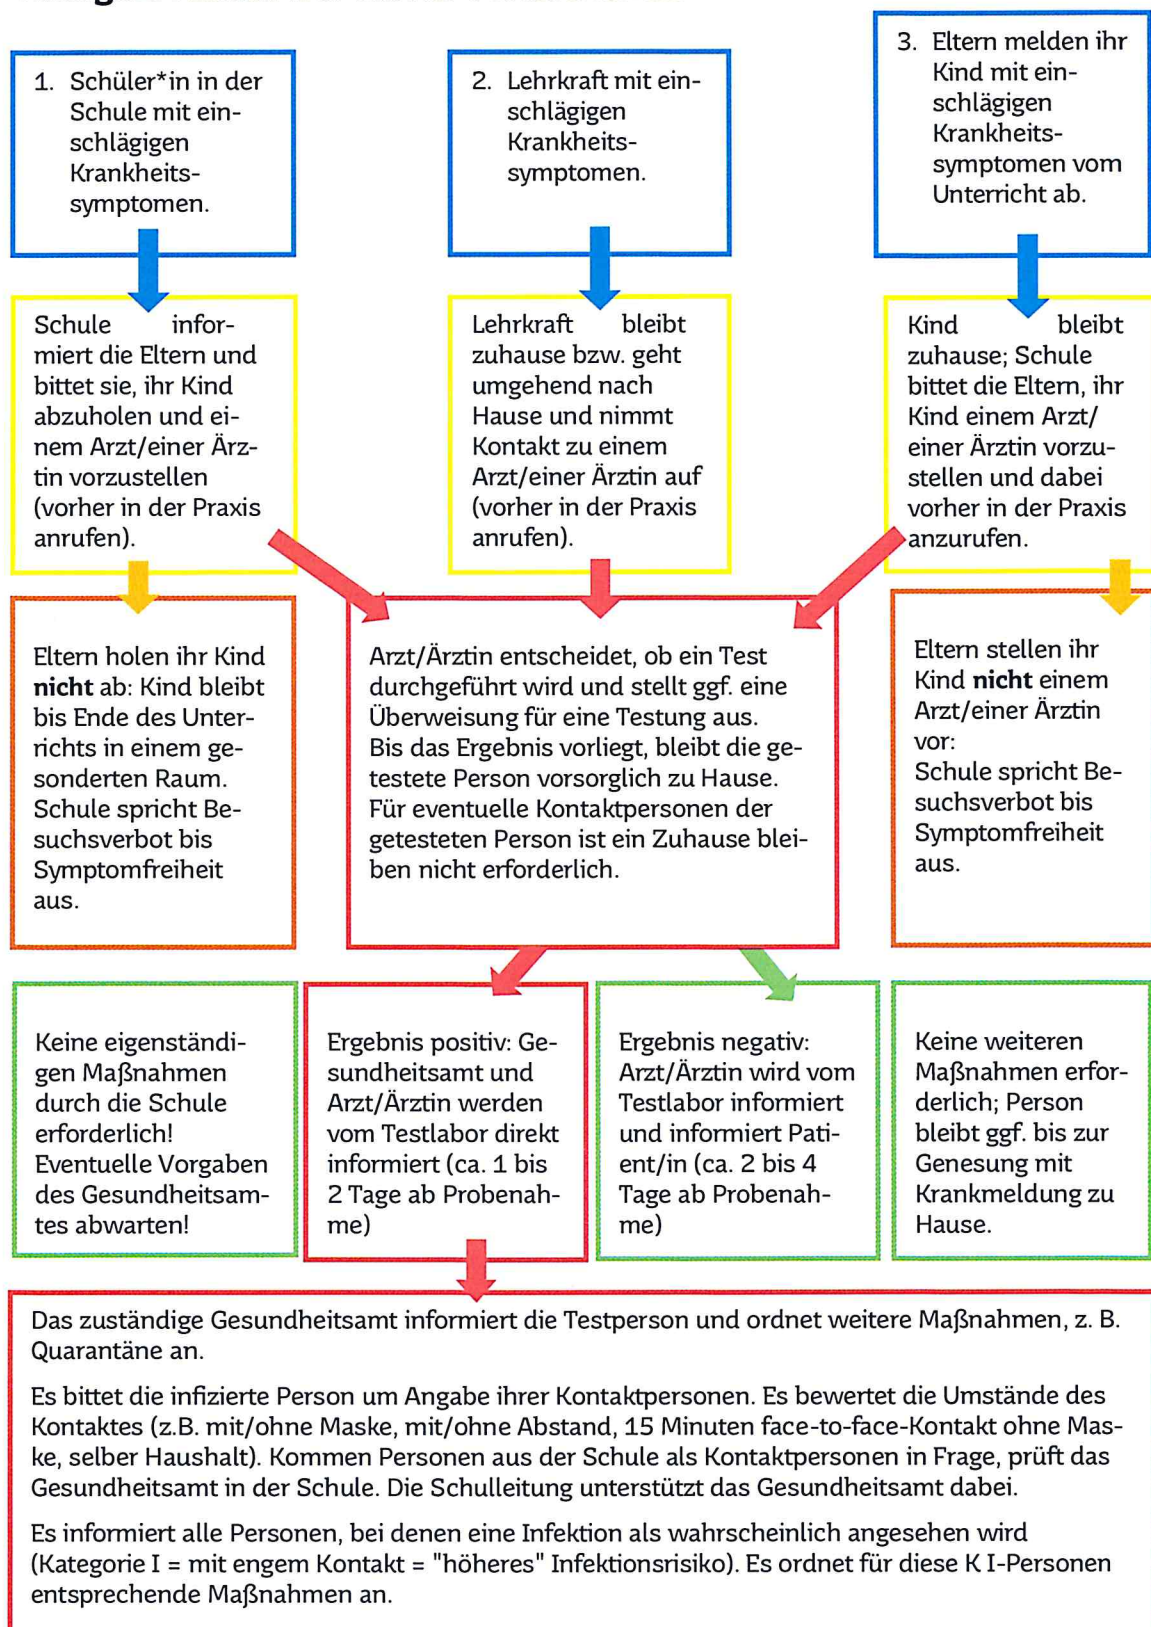 1. Schüler*in in der
Schule mit ein-
schlägigen
Krankheits-
symptomen.
2. Lehrkraft mit ein-
schlägigen
Krankheits-
symptomen.
3. Eltern melden ihr
Kind mit ein-
schlägigen
Krankheits-
symptomen vom
Unterricht ab.
Schule infor-
miert die Eltern und
bittet sie, ihr Kind
abzuholen und ei-
nem Arzt/einer Ärz-
tin vorzustellen
(vorher in der Praxis
anrufen).
Lehrkraft bleibt
zuhause bzw. geht
umgehend nach
Hause und nimmt
Kontakt zu einem
Arzt/einer Ärztin auf
(vorher in der Praxis
anrufen).
Kind bleibt
zuhause; Schule
bittet die Eltern, ihr
Kind einem Arzt/
einer Ärztin vorzu-
stellen und dabei
vorher in der Praxis
anzurufen.
Eltern holen ihr Kind
nicht ab: Kind bleibt
bis Ende des Unter-
richts in einem ge-
sonderten Raum.
Schule spricht Be-
suchsverbot bis
Symptomfreiheit
aus.
Arzt/Ärztin entscheidet, ob ein Test
durchgeführt wird und stellt ggf. eine
Überweisung für eine Testung aus.
Bis das Ergebnis vorliegt, bleibt die ge-
testete Person vorsorglich zu Hause.
Für eventuelle Kontaktpersonen der
getesteten Person ist ein Zuhause blei-
ben nicht erforderlich.
Eltern stellen ihr
Kind nicht einem
Arzt/einer Ärztin
vor:
Schule spricht Be-
suchsverbot bis
Symptomfreiheit
aus.
Keine eigenständi-
gen Maßnahmen
durch die Schule
erforderlich!
Eventuelle Vorgaben
des Gesundheitsam-
tes abwarten!
Ergebnis positiv: Ge-
sundheitsamt und
Arzt/Ärztin werden
vom Testlabor direkt
informiert (ca. 1 bis
2 Tage ab Probenah-
me)
Ergebnis negativ:
Arzt/Ärztin wird vom
Testlabor informiert
und informiert Pati-
ent/in (ca. 2 bis 4
Tage ab Probenah-
me)
Keine weiteren
Maßnahmen erfor-
derlich; Person
bleibt ggf. bis zur
Genesung mit
Krankmeldung zu
Hause.
Das zuständige Gesundheitsamt informiert die Testperson und ordnet weitere Maßnahmen, z. B.
Quarantäne an.
Es bittet die infizierte Person um Angabe ihrer Kontaktpersonen. Es bewertet die Umstände des
Kontaktes (z.B. mit/ohne Maske, mit/ohne Abstand, 15 Minuten face-to-face-Kontakt ohne Mas-
ke, selber Haushalt). Kommen Personen aus der Schule als Kontaktpersonen in Frage, prüft das
Gesundheitsamt in der Schule. Die Schulleitung unterstützt das Gesundheitsamt dabei.
Es informiert alle Personen, bei denen eine Infektion als wahrscheinlich angesehen wird
(Kategorie I = mit engem Kontakt = "höheres" Infektionsrisiko). Es ordnet für diese K I-Personen
entsprechende Maßnahmen an.